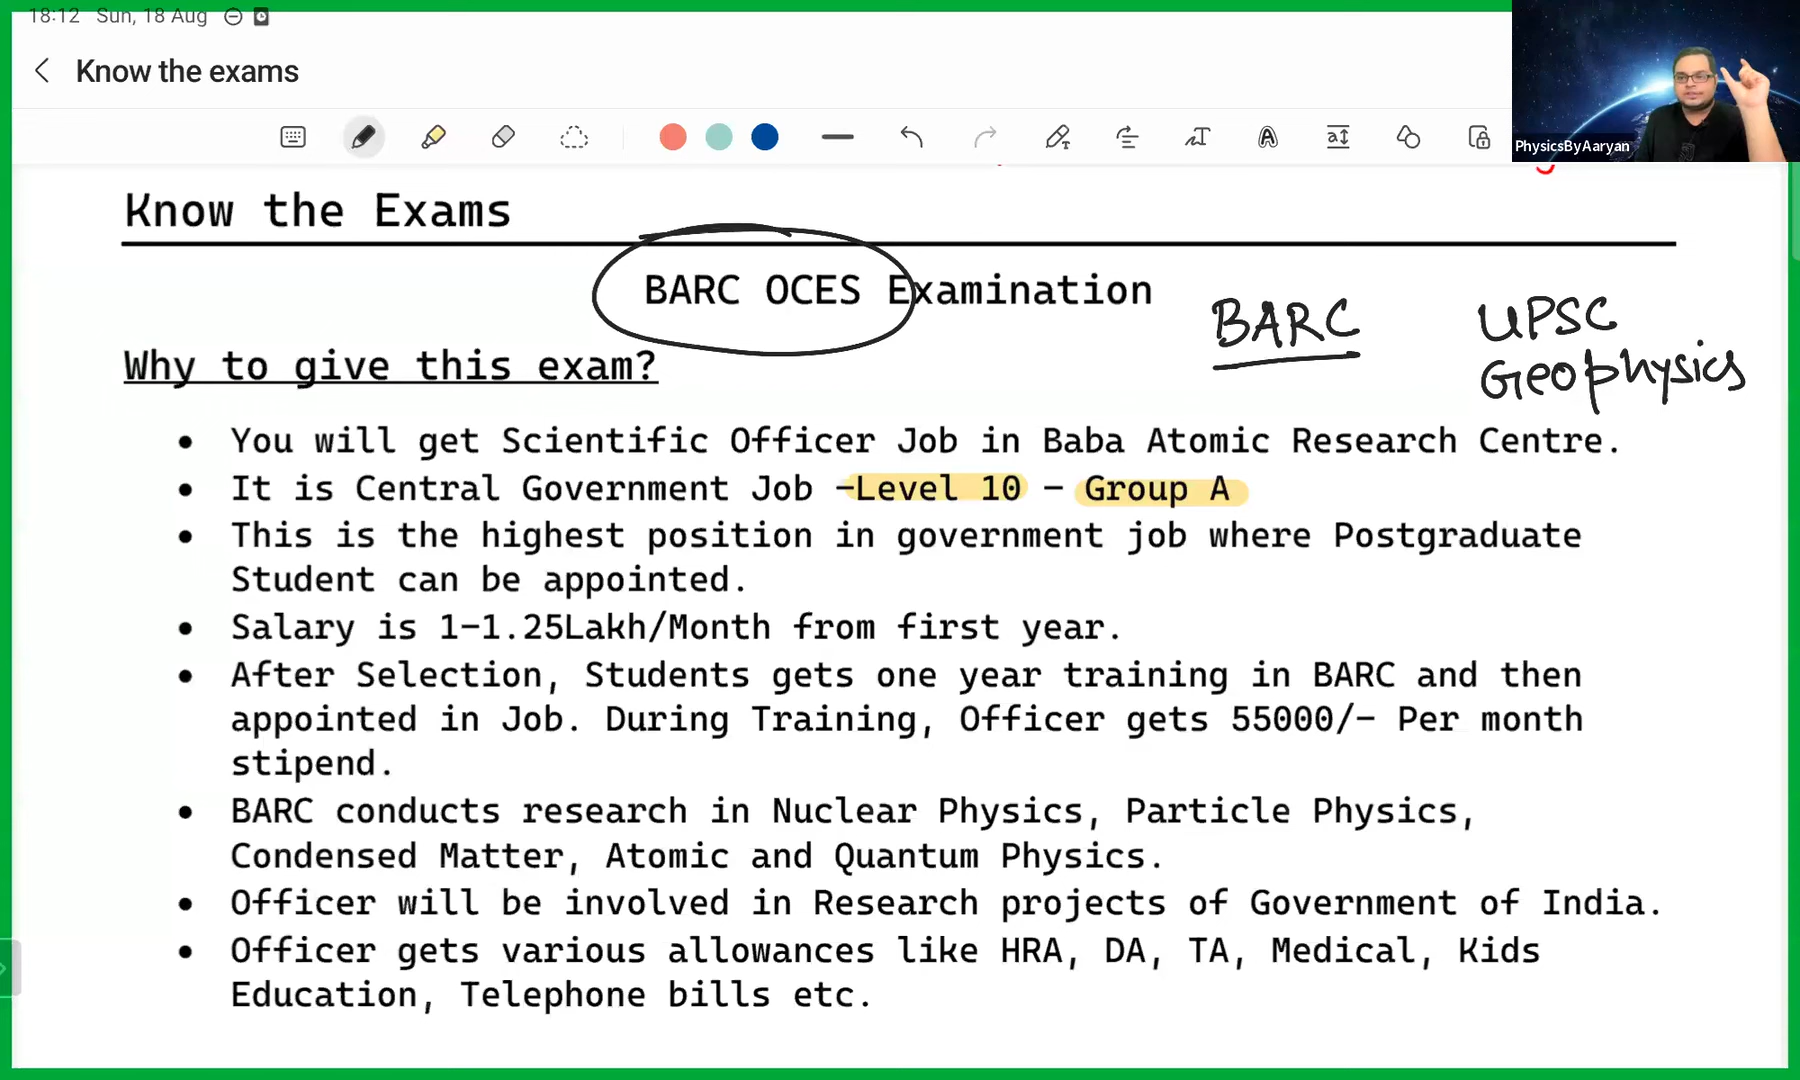 18:12 Sun, 18 Aug
Know the exams
PhysicsByAaryan
Know the Exams
BARC OCES Examination
BARC
UPSC
Geophysics
Why to give this exam?
• You will get Scientific Officer Job in Baba Atomic Research Centre.
• It is Central Government Job –Level 10 – Group A
• This is the highest position in government job where Postgraduate
Student can be appointed.
• Salary is 1–1.25Lakh/Month from first year.
• After Selection, Students gets one year training in BARC and then
appointed in Job. During Training, Officer gets 55000/– Per month
stipend.
• BARC conducts research in Nuclear Physics, Particle Physics,
Condensed Matter, Atomic and Quantum Physics.
• Officer will be involved in Research projects of Government of India.
• Officer gets various allowances like HRA, DA, TA, Medical, Kids
Education, Telephone bills etc.